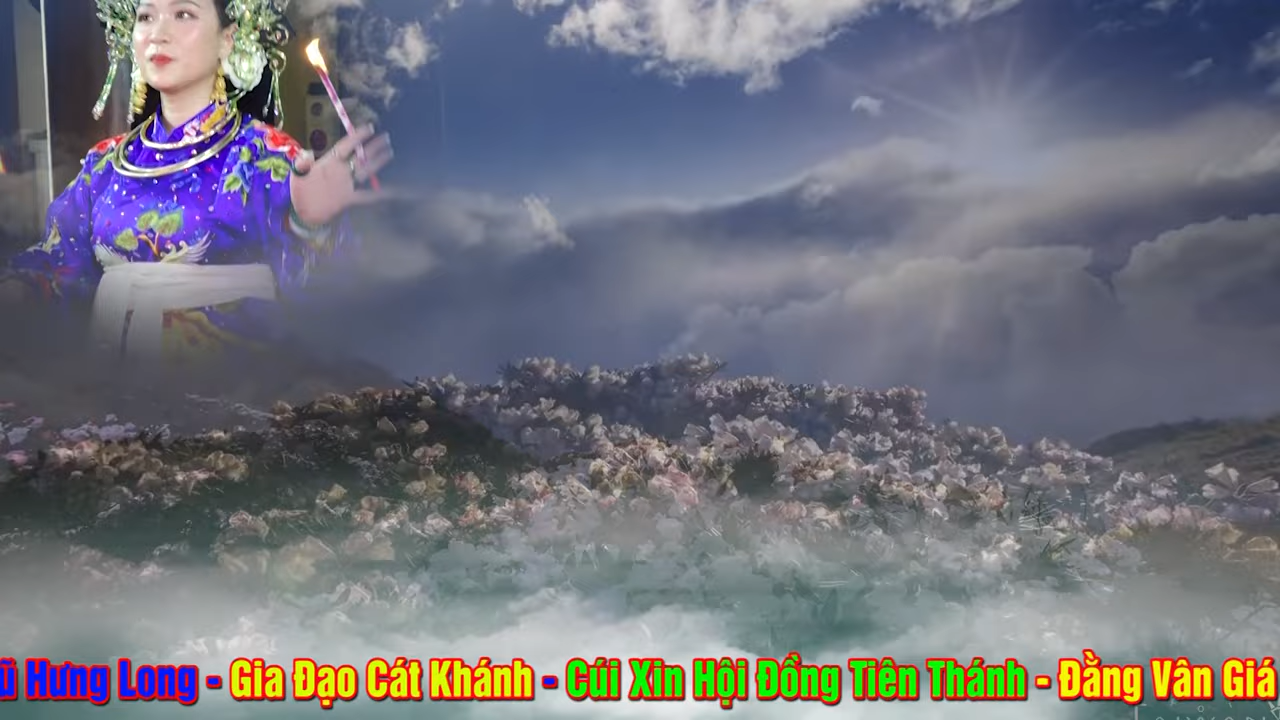 ũ Hưng Long - Gia Đạo Cát Khánh - Cúi Xin Hội Đồng Tiên Thánh - Đằng Vân Giá